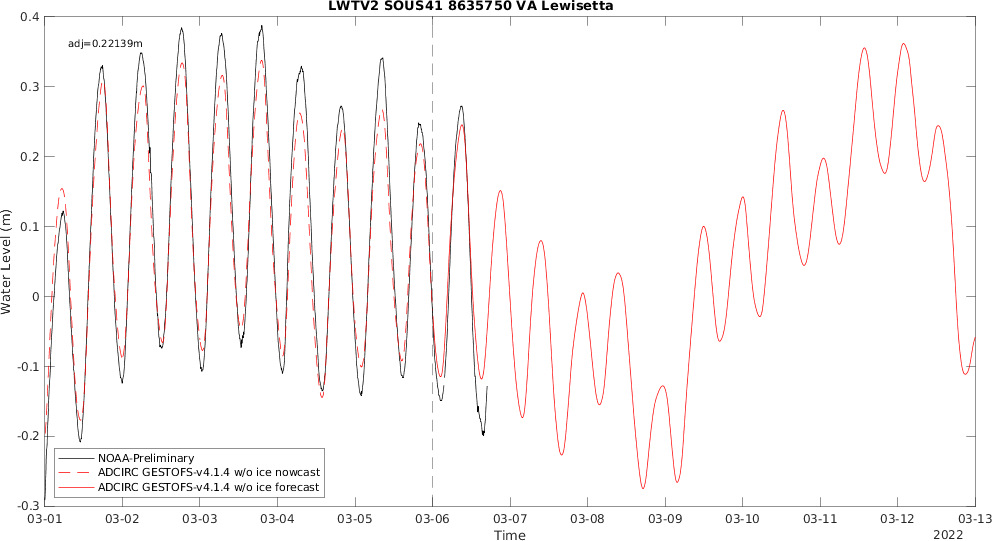 LWTV2 SOUS41 8635750 VA Lewisetta
0.4
0.3
0.2
0.1
0
-0.1
-0.2
-0.3
Water Level (m)
adj=0.22139m
NOAA-Preliminary
ADCIRC GESTOFS-v4.1.4 w/o ice nowcast
ADCIRC GESTOFS-v4.1.4 w/o ice forecast
03-01 03-02 03-03 03-04 03-05 03-06 03-07 03-08 03-09 03-10 03-11 03-12 03-13
Time
2022